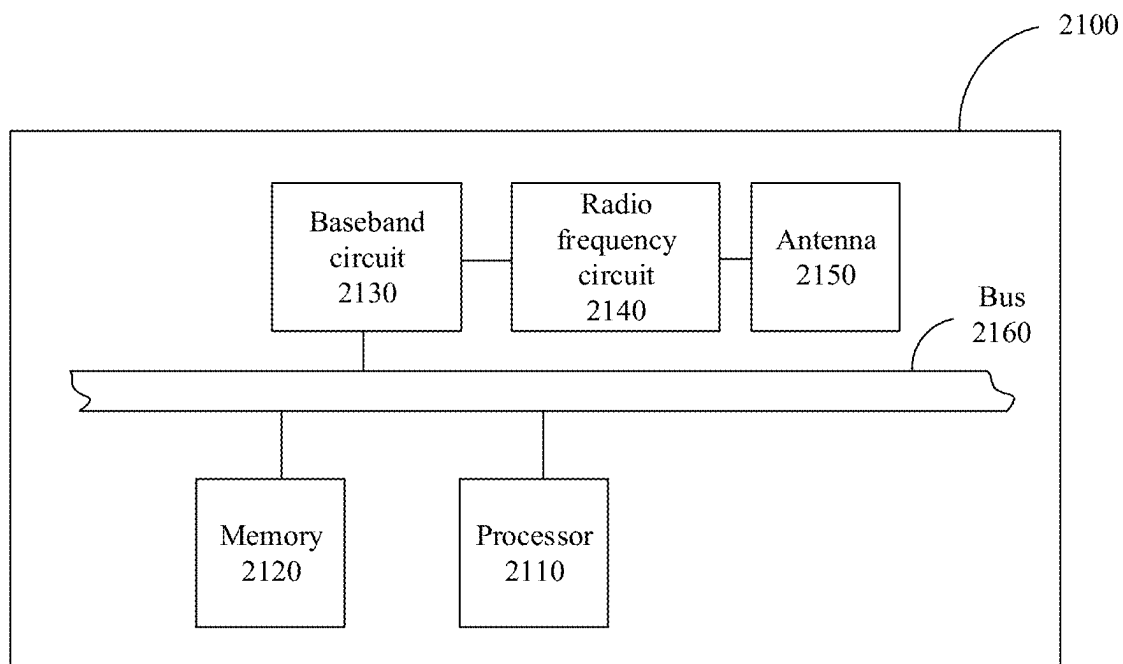 2100
Baseband
circuit
2130
Radio
frequency
circuit
2140
Antenna
2150
Bus
2160
Memory
2120
Processor
2110